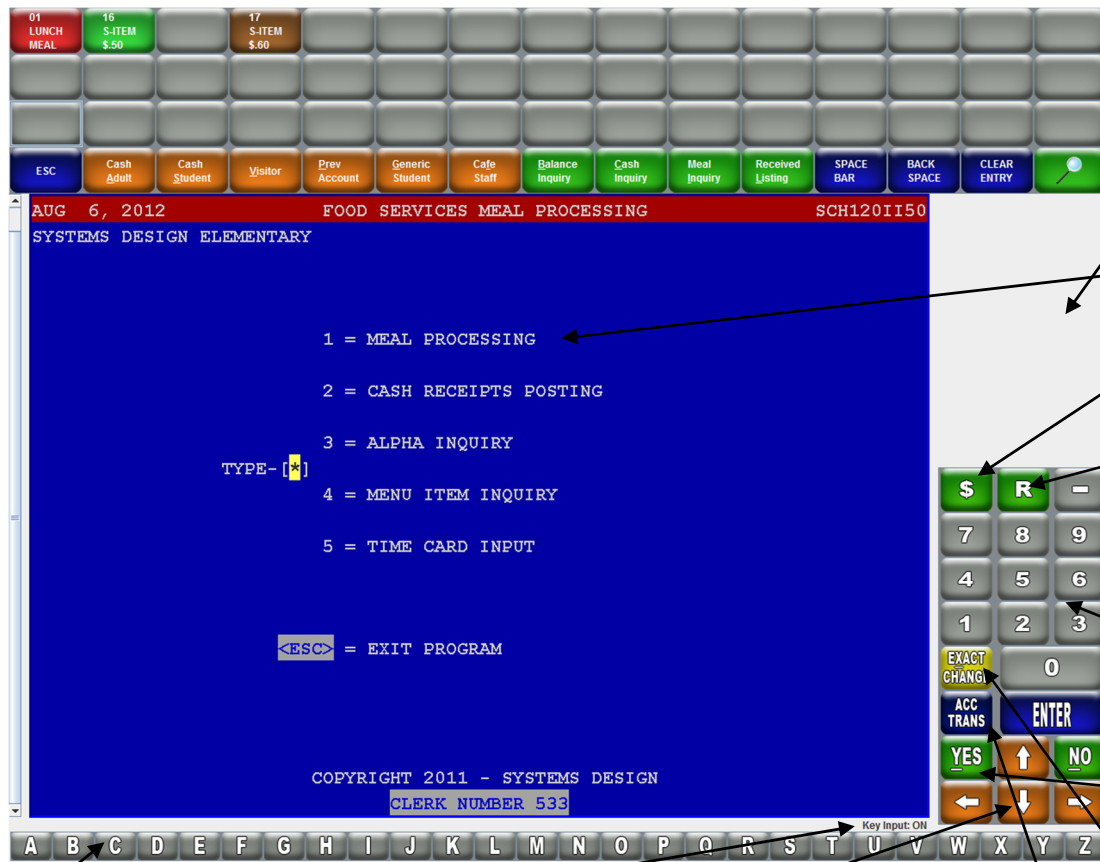 01 LUNCH MEAL
16 S-ITEM $.50
17 S-ITEM $.60
ESC
Cash Adult
Cash Student
Visitor
Prev Account
Generic Student
Cafe Staff
Balance Inquiry
Cash Inquiry
Meal Inquiry
Received Listing
SPACE BAR
BACK SPACE
CLEAR ENTRY
AUG 6, 2012 FOOD SERVICES MEAL PROCESSING SCH120II50
SYSTEMS DESIGN ELEMENTARY
1 = MEAL PROCESSING
2 = CASH RECEIPTS POSTING
3 = ALPHA INQUIRY
TYPE-[*]
4 = MENU ITEM INQUIRY
5 = TIME CARD INPUT
<ESC> = EXIT PROGRAM
COPYRIGHT 2011 - SYSTEMS DESIGN
CLERK NUMBER 533
$ R -
7 8 9
4 5 6
1 2 3
EXACT CHANGE 0
ACC TRANS ENTER
YES ↑ NO
← ↓ →
Key Input: ON
A B C D E F G H I J K L M N O P Q R S T U V W X Y Z